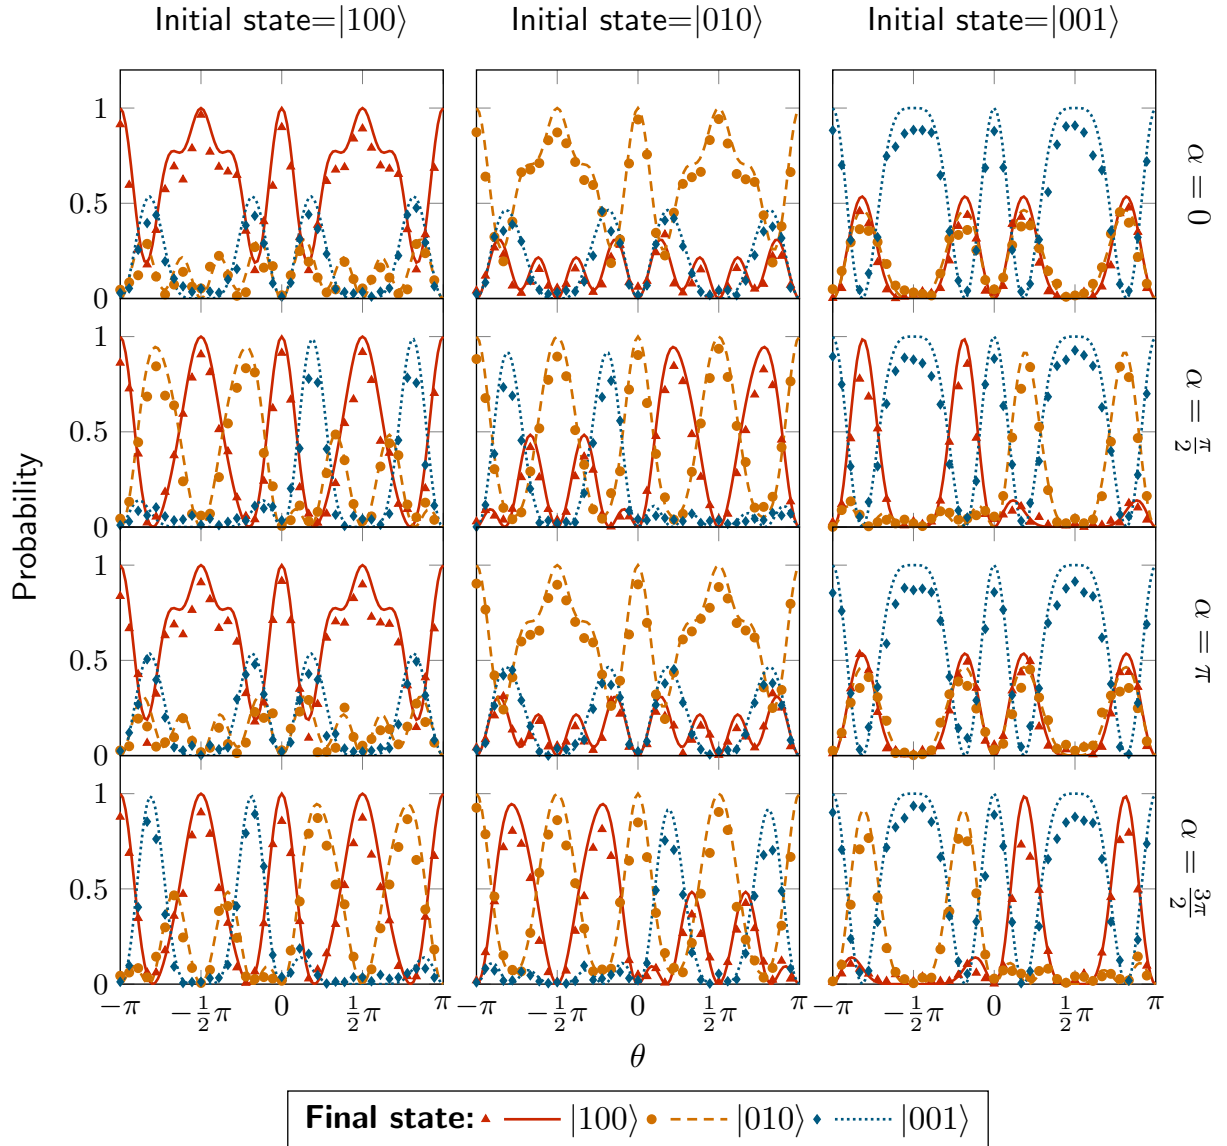 Initial state=|100⟩ Initial state=|010⟩ Initial state=|001⟩
Probability
1
0.5
0
α = 0
1
0.5
0
α = π/2
1
0.5
0
α = π
1
0.5
0
α = 3π/2
−π −1/2π 0 1/2π π −π −1/2π 0 1/2π π −π −1/2π 0 1/2π π
θ
Final state: |100⟩ |010⟩ |001⟩